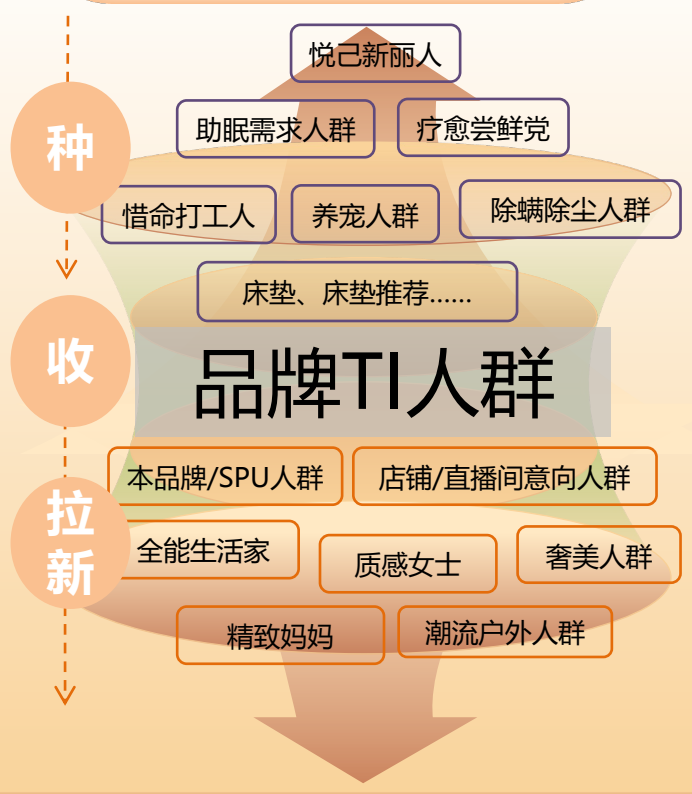 悦己新丽人
种
助眠需求人群
疗愈尝鲜党
惜命打工人
养宠人群
除螨除尘人群
床垫、床垫推荐……
收
品牌TI人群
本品牌/SPU人群
店铺/直播间意向人群
拉
新
全能生活家
质感女士
奢美人群
精致妈妈
潮流户外人群